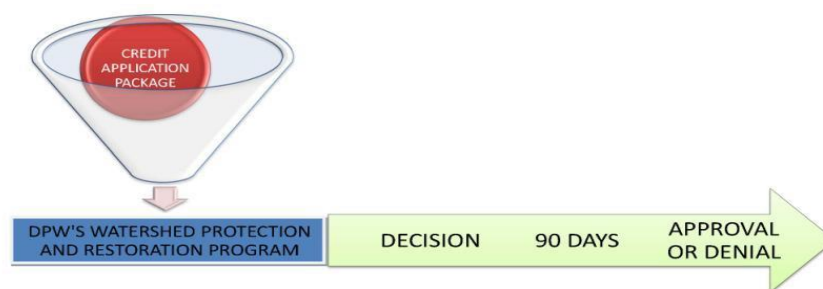 CREDIT
APPLICATION
PACKAGE
DPW'S WATERSHED PROTECTION
AND RESTORATION PROGRAM
DECISION 90 DAYS APPROVAL
OR DENIAL